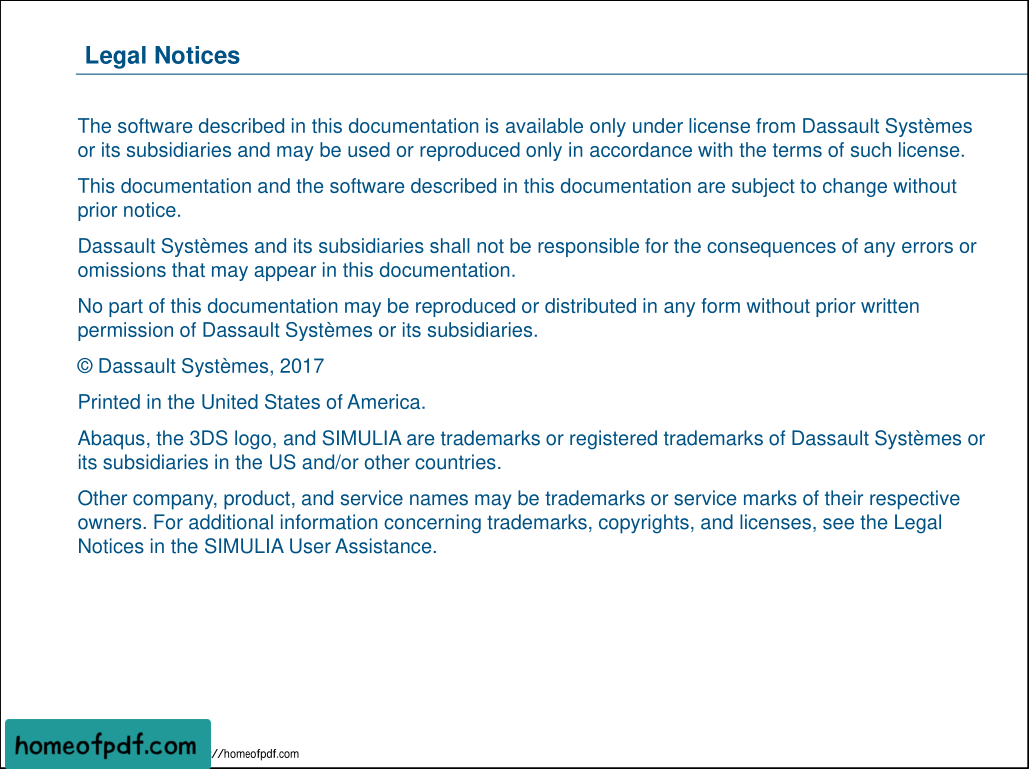 Legal Notices
The software described in this documentation is available only under license from Dassault Systèmes
or its subsidiaries and may be used or reproduced only in accordance with the terms of such license.
This documentation and the software described in this documentation are subject to change without
prior notice.
Dassault Systèmes and its subsidiaries shall not be responsible for the consequences of any errors or
omissions that may appear in this documentation.
No part of this documentation may be reproduced or distributed in any form without prior written
permission of Dassault Systèmes or its subsidiaries.
© Dassault Systèmes, 2017
Printed in the United States of America.
Abaqus, the 3DS logo, and SIMULIA are trademarks or registered trademarks of Dassault Systèmes or
its subsidiaries in the US and/or other countries.
Other company, product, and service names may be trademarks or service marks of their respective
owners. For additional information concerning trademarks, copyrights, and licenses, see the Legal
Notices in the SIMULIA User Assistance.
homeofpdf.com //homeofpdf.com